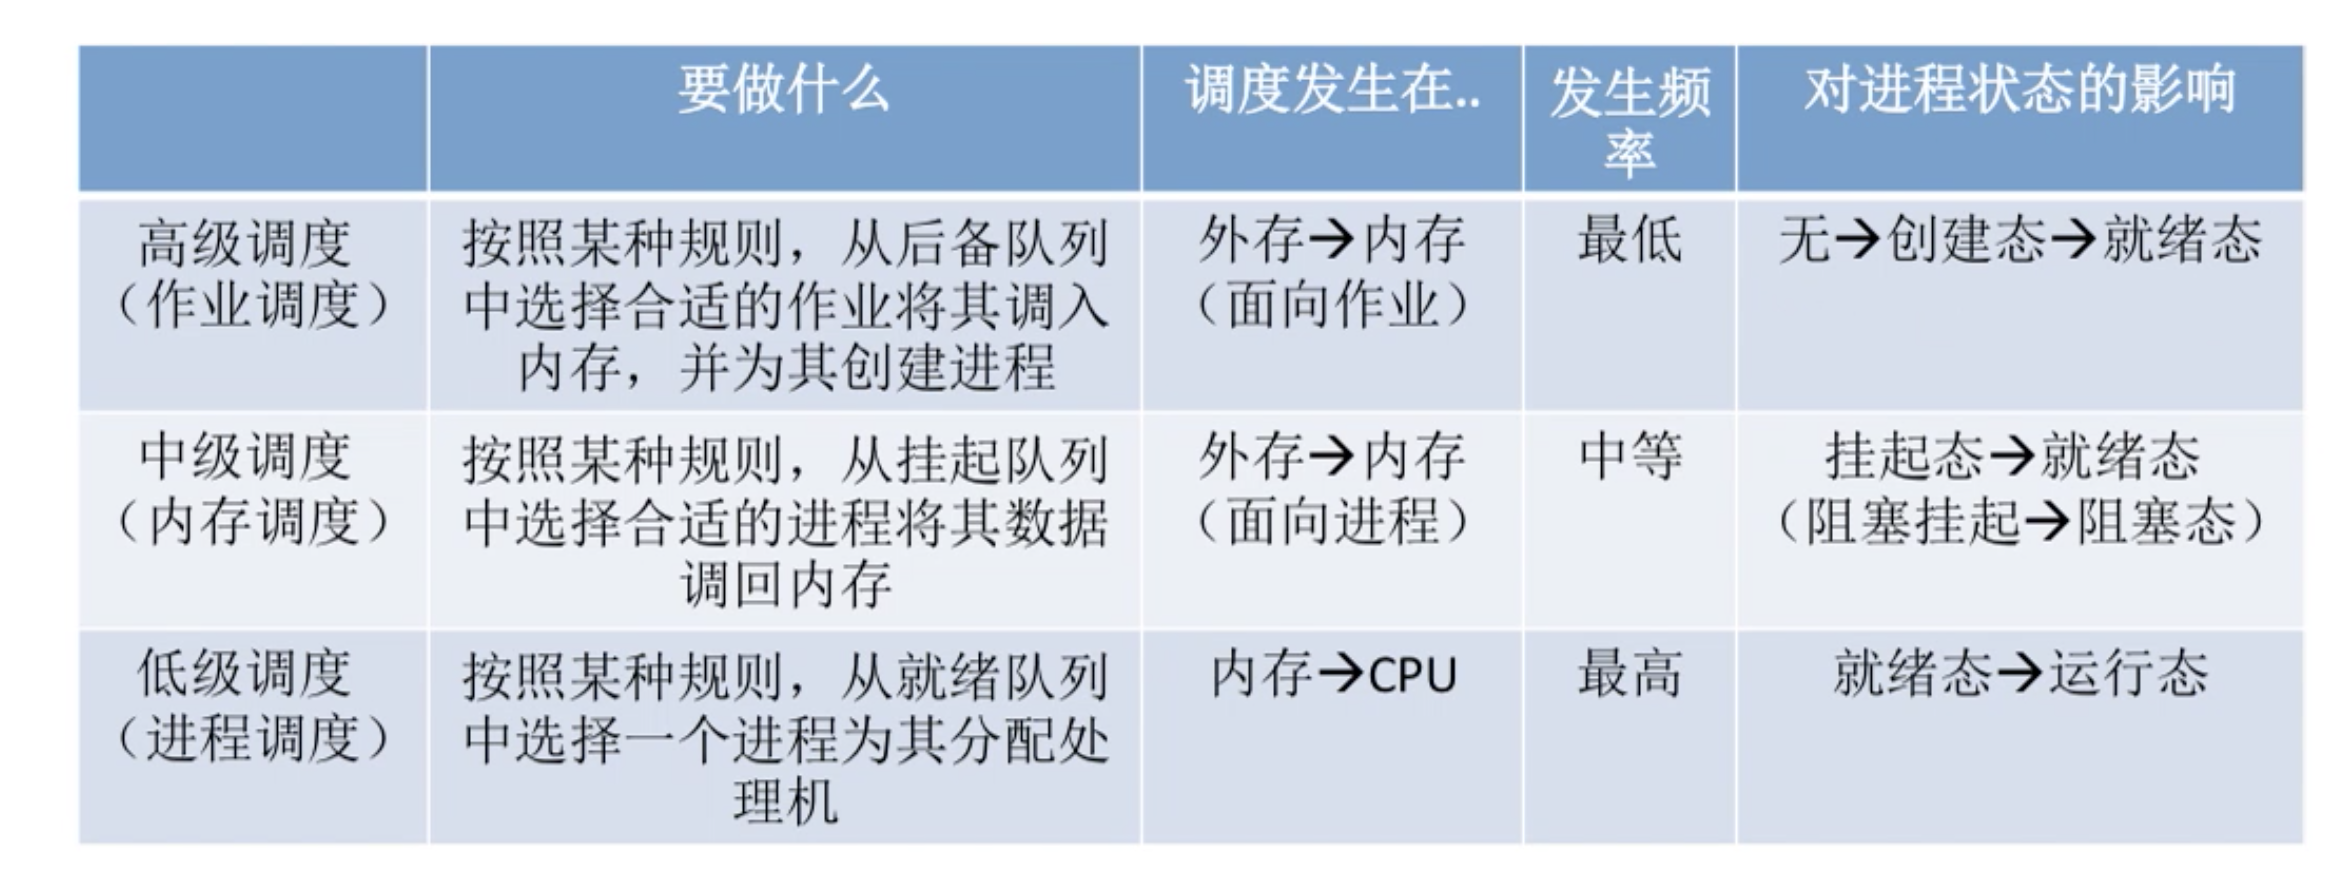 要做什么
调度发生在..
发生频
率
对进程状态的影响
高级调度
（作业调度）
按照某种规则，从后备队列
中选择合适的作业将其调入
内存，并为其创建进程
外存→内存
（面向作业）
最低
无→创建态→就绪态
中级调度
（内存调度）
按照某种规则，从挂起队列
中选择合适的进程将其数据
调回内存
外存→内存
（面向进程）
中等
挂起态→就绪态
（阻塞挂起→阻塞态）
低级调度
（进程调度）
按照某种规则，从就绪队列
中选择一个进程为其分配处
理机
内存→CPU
最高
就绪态→运行态